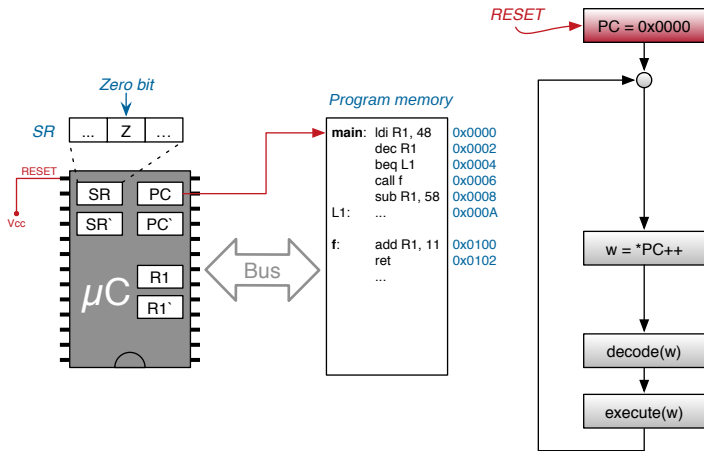 RESET
PC = 0x0000
Zero bit
Program memory
SR
... Z ...
main: ldi R1, 48 0x0000
dec R1 0x0002
beq L1 0x0004
call f 0x0006
sub R1, 58 0x0008
L1: ... 0x000A
f: add R1, 11 0x0100
ret 0x0102
...
RESET
Vcc
SR PC
SR` PC`
µC
R1
R1`
Bus
w = *PC++
decode(w)
execute(w)